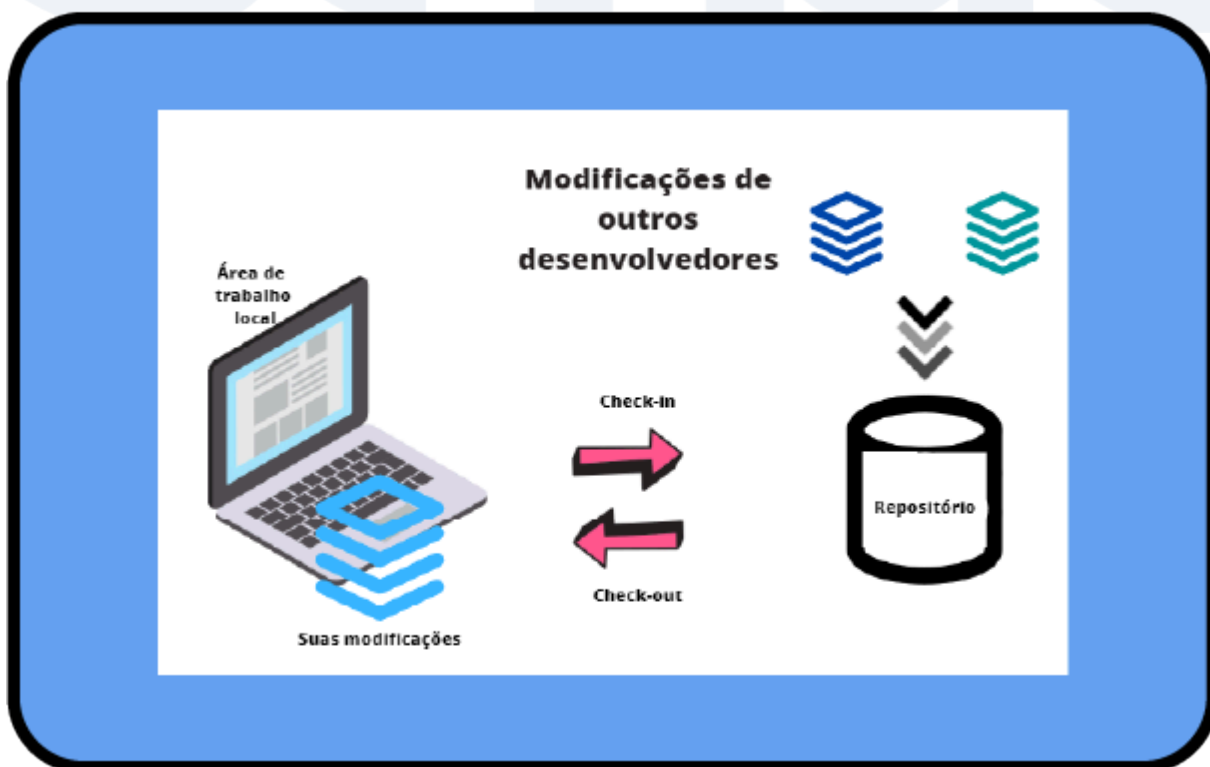 Modificações de
outros
desenvolvedores
Área de
trabalho
local
Check-in
Repositório
Check-out
Suas modificações